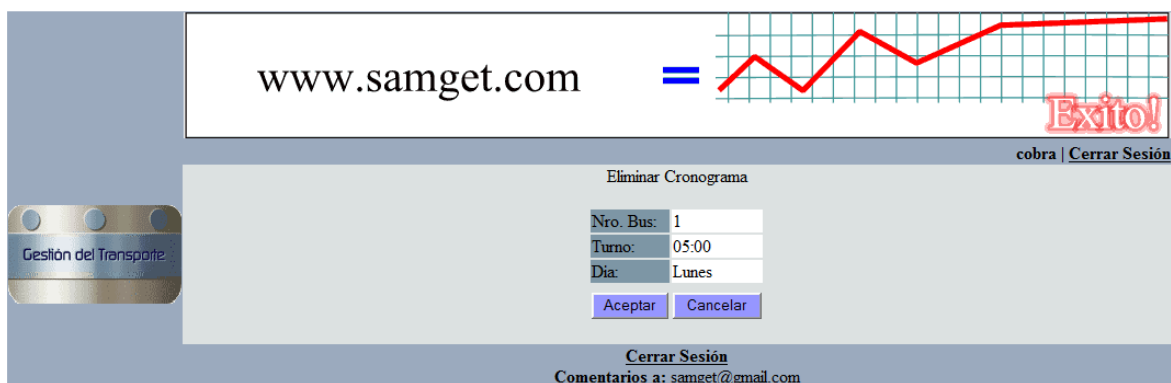 www.samget.com =
Exito!
cobra | Cerrar Sesión
Eliminar Cronograma
Nro. Bus: 1
Turno: 05:00
Dia: Lunes
Aceptar Cancelar
Gestión del Transporte
Cerrar Sesión
Comentarios a: samget@gmail.com